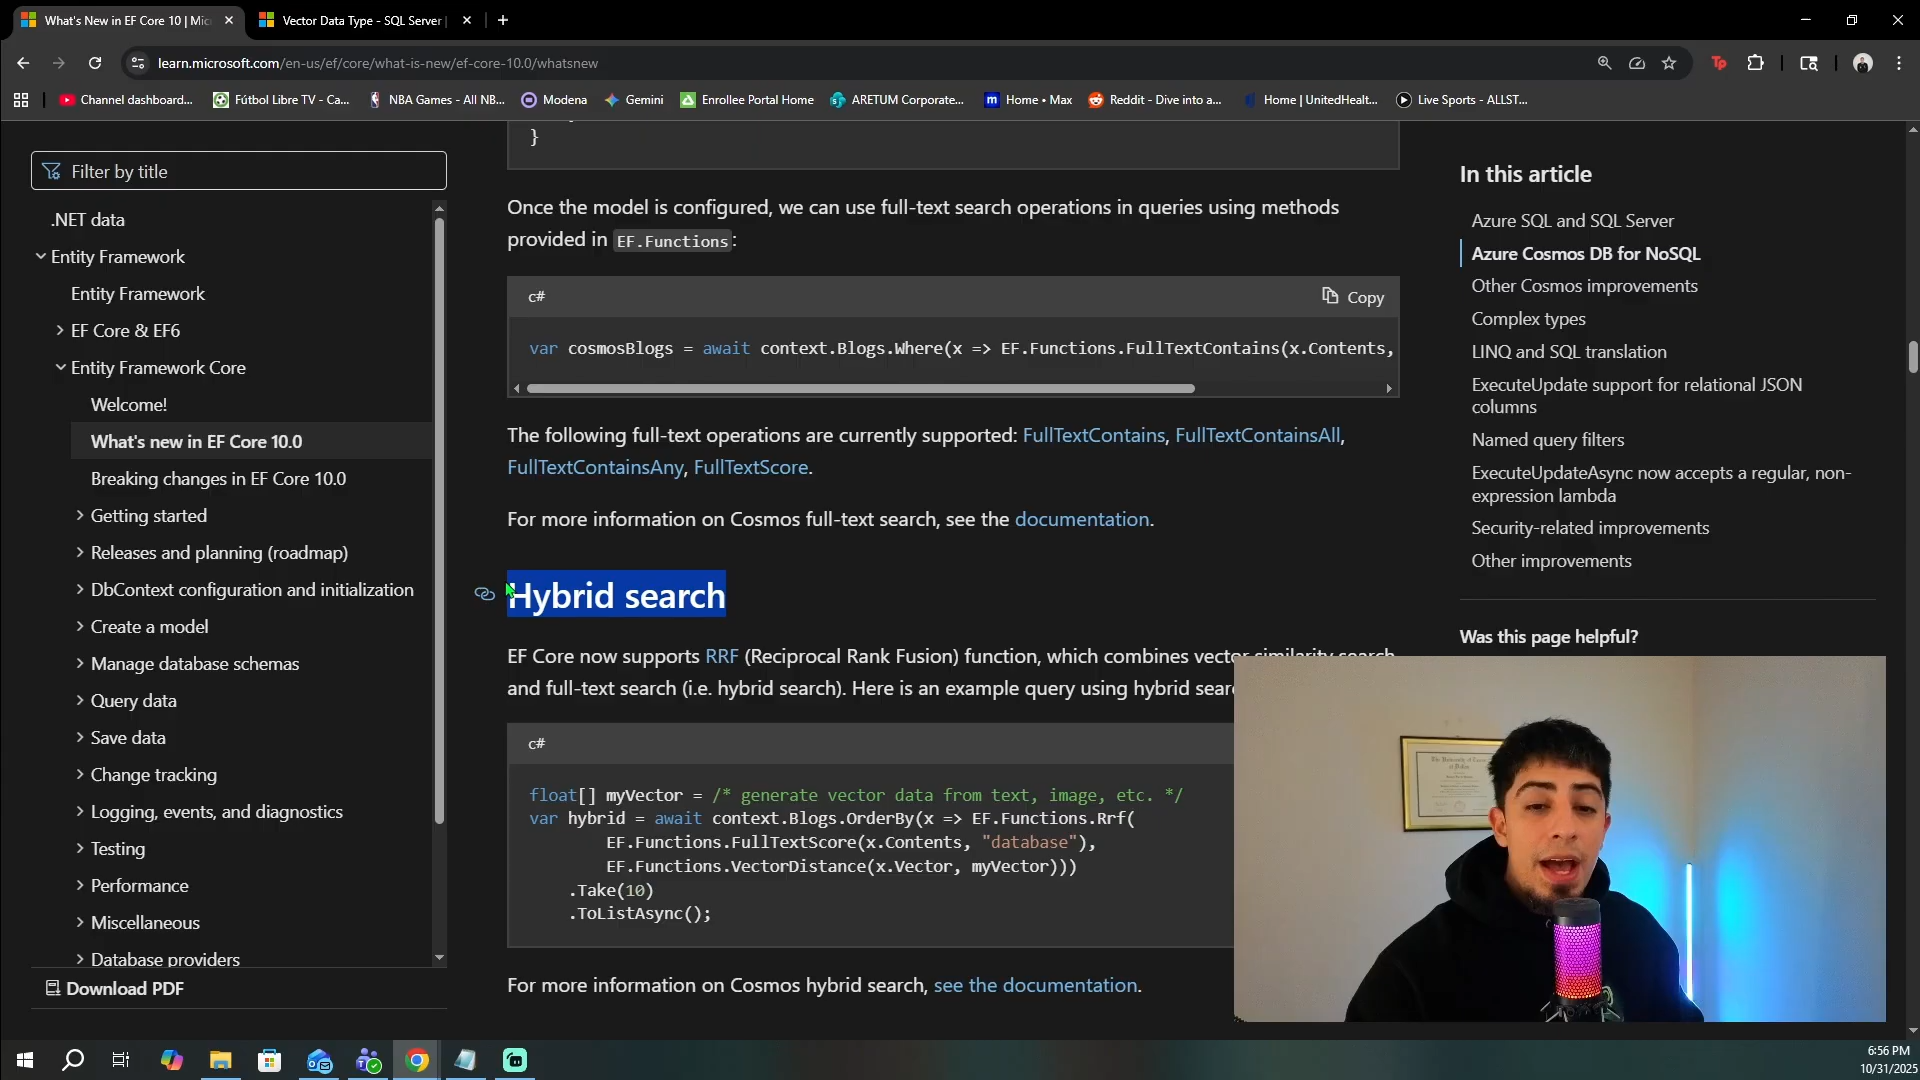 What's New in EF Core 10 | Mic
Vector Data Type - SQL Server
learn.microsoft.com/en-us/ef/core/what-is-new/ef-core-10.0/whatsnew
Channel dashboard...
Fútbol Libre TV - Ca...
NBA Games - All NB...
Modena
Gemini
Enrollee Portal Home
ARETUM Corporate...
Home • Max
Reddit - Dive into a...
Home | UnitedHealt...
Live Sports - ALLST...
Filter by title
.NET data
Entity Framework
Entity Framework
EF Core & EF6
Entity Framework Core
Welcome!
What's new in EF Core 10.0
Breaking changes in EF Core 10.0
Getting started
Releases and planning (roadmap)
DbContext configuration and initialization
Create a model
Manage database schemas
Query data
Save data
Change tracking
Logging, events, and diagnostics
Testing
Performance
Miscellaneous
Database providers
Download PDF
}
Once the model is configured, we can use full-text search operations in queries using methods
provided in EF.Functions:
c#
Copy
var cosmosBlogs = await context.Blogs.Where(x => EF.Functions.FullTextContains(x.Contents,
The following full-text operations are currently supported: FullTextContains, FullTextContainsAll,
FullTextContainsAny, FullTextScore.
For more information on Cosmos full-text search, see the documentation.
Hybrid search
EF Core now supports RRF (Reciprocal Rank Fusion) function, which combines vector similarity search
and full-text search (i.e. hybrid search). Here is an example query using hybrid
c#
float[] myVector = /* generate vector data from text, image, etc. */
var hybrid = await context.Blogs.OrderBy(x => EF.Functions.Rrf(
EF.Functions.FullTextScore(x.Contents, "database"),
EF.Functions.VectorDistance(x.Vector, myVector)))
.Take(10)
.ToListAsync();
For more information on Cosmos hybrid search, see the documentation.
In this article
Azure SQL and SQL Server
Azure Cosmos DB for NoSQL
Other Cosmos improvements
Complex types
LINQ and SQL translation
ExecuteUpdate support for relational JSON
columns
Named query filters
ExecuteUpdateAsync now accepts a regular, non-
expression lambda
Security-related improvements
Other improvements
Was this page helpful?
6:56 PM
10/31/2025